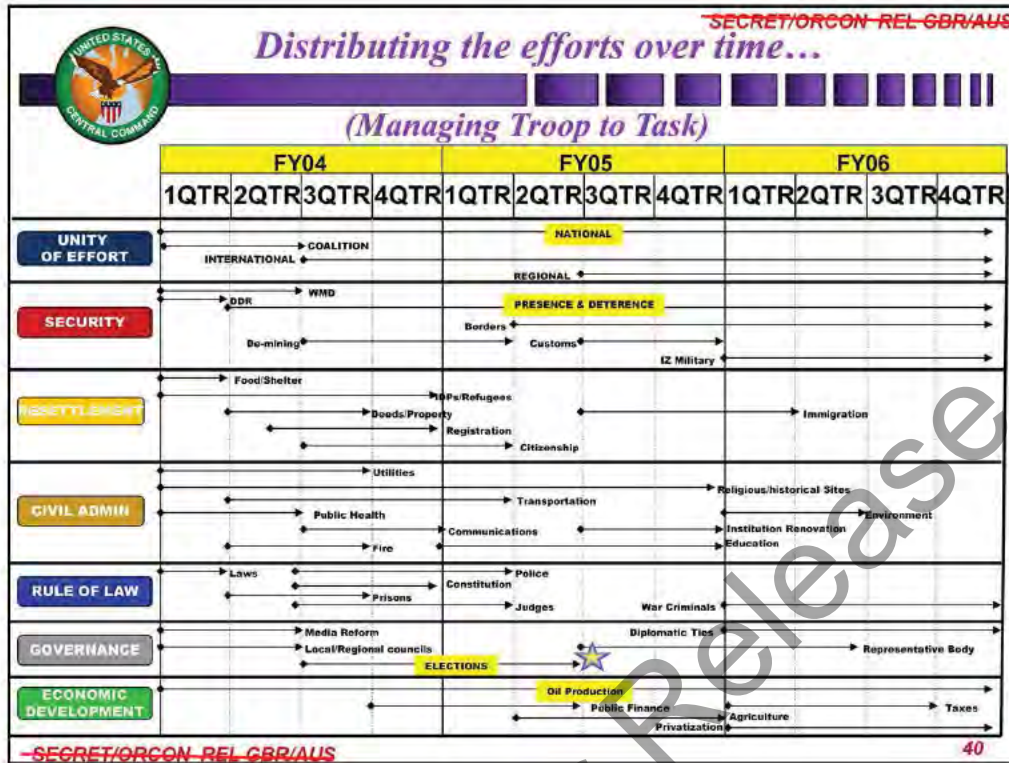 SECRET/ORCON REL GBR/AUS
UNITED STATES
CENTRAL COMMAND
Distributing the efforts over time…
(Managing Troop to Task)
FY04 FY05 FY06
1QTR 2QTR 3QTR 4QTR 1QTR 2QTR 3QTR 4QTR 1QTR 2QTR 3QTR 4QTR
UNITY
OF EFFORT
NATIONAL
COALITION
INTERNATIONAL
REGIONAL
SECURITY
WMD
DDR
PRESENCE & DETERENCE
Borders
De-mining
Customs
IZ Military
RESETTLEMENT
Food/Shelter
IDPs/Refugees
Deeds/Property
Immigration
Registration
Citizenship
CIVIL ADMIN
Utilities
Religious/historical Sites
Transportation
Public Health
Environment
Communications
Institution Renovation
Fire
Education
RULE OF LAW
Laws
Police
Constitution
Prisons
Judges
War Criminals
GOVERNANCE
Media Reform
Diplomatic Ties
Local/Regional councils
Representative Body
ELECTIONS
ECONOMIC
DEVELOPMENT
Oil Production
Public Finance
Taxes
Agriculture
Privatization
SECRET/ORCON REL GBR/AUS
40
Release